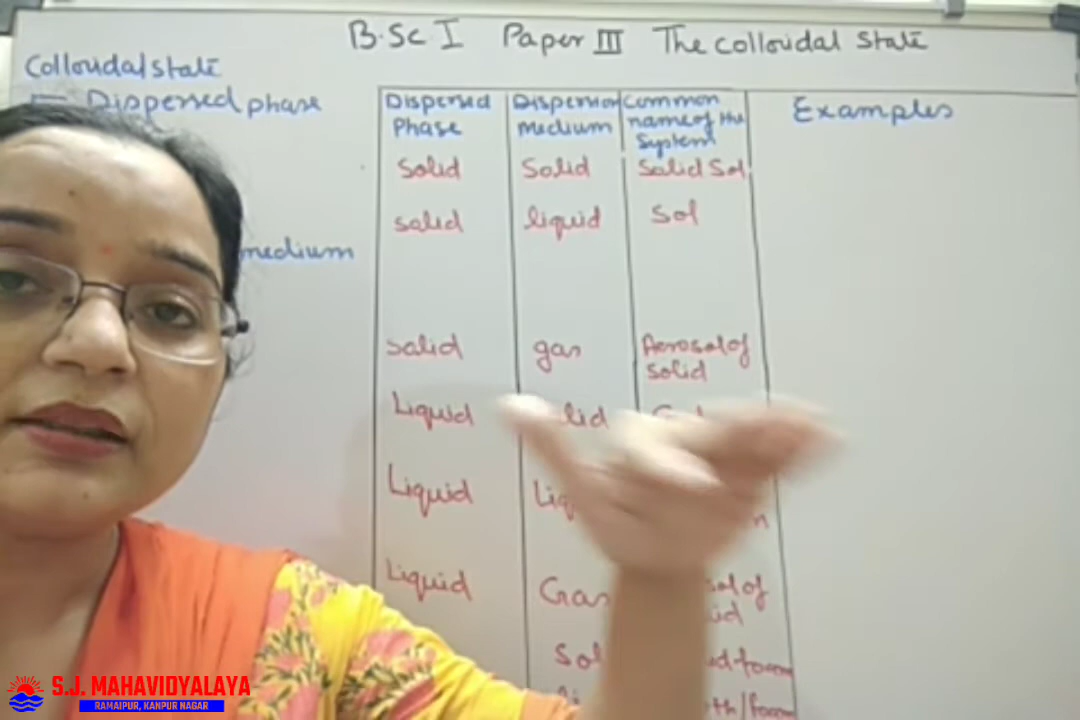 B.Sc I Paper III The Colloidal State
Colloidal state
Dispersed phase
medium
Dispersed Phase | Dispersion Medium | Common name of the System | Examples
Solid | Solid | Solid Sol
solid | liquid | Sol
solid | gas | Aerosol of solid
Liquid
Liquid
Liquid | Gas
S.J. MAHAVIDYALAYA
RAMAIPUR, KANPUR NAGAR